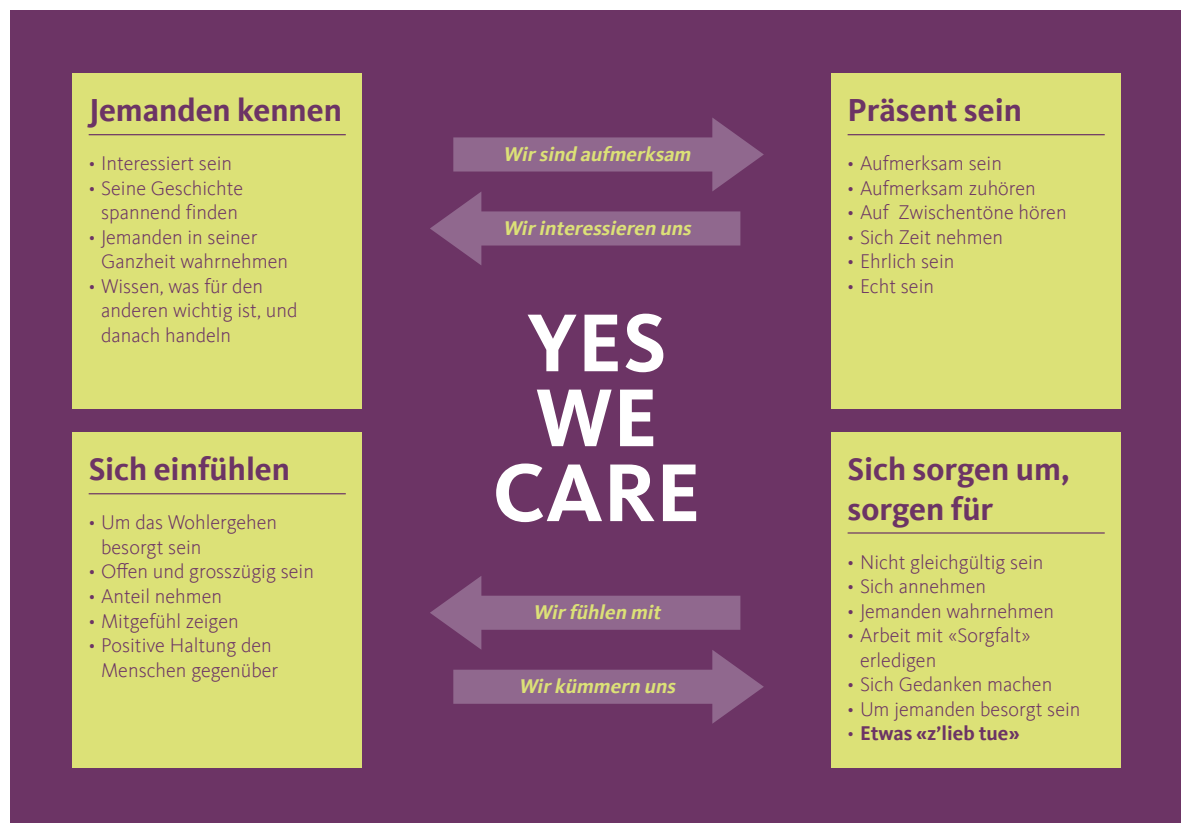 Jemanden kennen
• Interessiert sein
• Seine Geschichte
spannend finden
• Jemanden in seiner
Ganzheit wahrnehmen
• Wissen, was für den
anderen wichtig ist, und
danach handeln
Wir sind aufmerksam
Wir interessieren uns
Präsent sein
• Aufmerksam sein
• Aufmerksam zuhören
• Auf Zwischentöne hören
• Sich Zeit nehmen
• Ehrlich sein
• Echt sein
YES
WE
CARE
Sich einfühlen
• Um das Wohlergehen
besorgt sein
• Offen und grosszügig sein
• Anteil nehmen
• Mitgefühl zeigen
• Positive Haltung den
Menschen gegenüber
Wir fühlen mit
Wir kümmern uns
Sich sorgen um,
sorgen für
• Nicht gleichgültig sein
• Sich annehmen
• Jemanden wahrnehmen
• Arbeit mit «Sorgfalt»
erledigen
• Sich Gedanken machen
• Um jemanden besorgt sein
• Etwas «z’lieb tue»